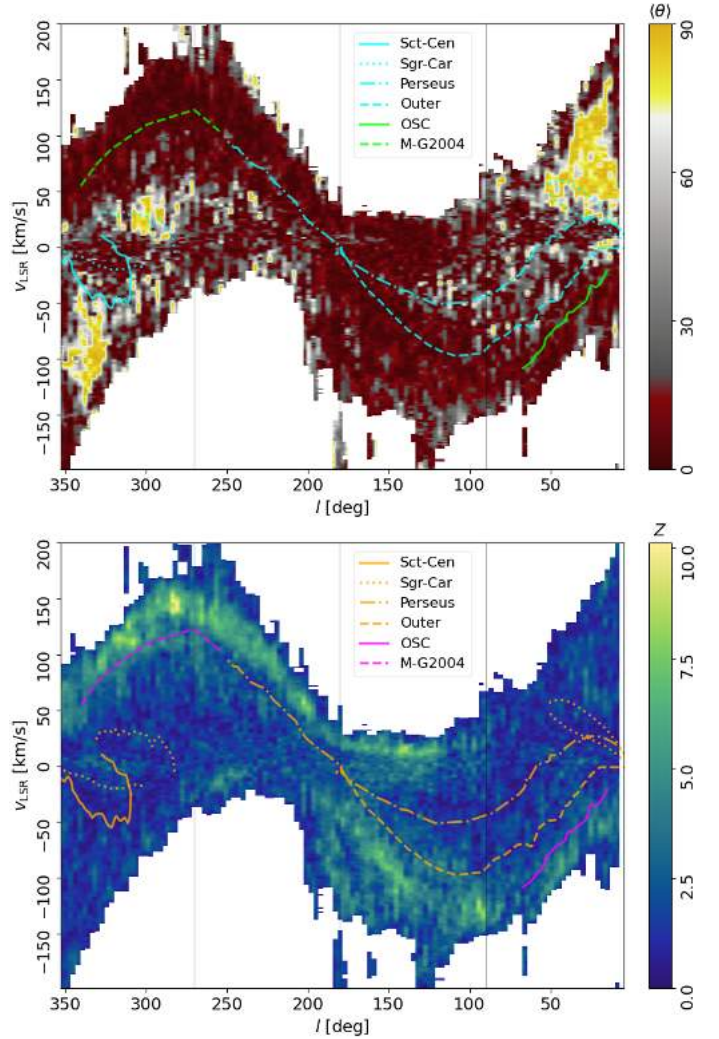 ⟨θ⟩
200
150
100
50
0
−50
−100
−150
v_LSR [km/s]
Sct-Cen
Sgr-Car
Perseus
Outer
OSC
M-G2004
90
60
30
0
350 300 250 200 150 100 50
l [deg]
Z
200
150
100
50
0
−50
−100
−150
v_LSR [km/s]
Sct-Cen
Sgr-Car
Perseus
Outer
OSC
M-G2004
10.0
7.5
5.0
2.5
0.0
350 300 250 200 150 100 50
l [deg]